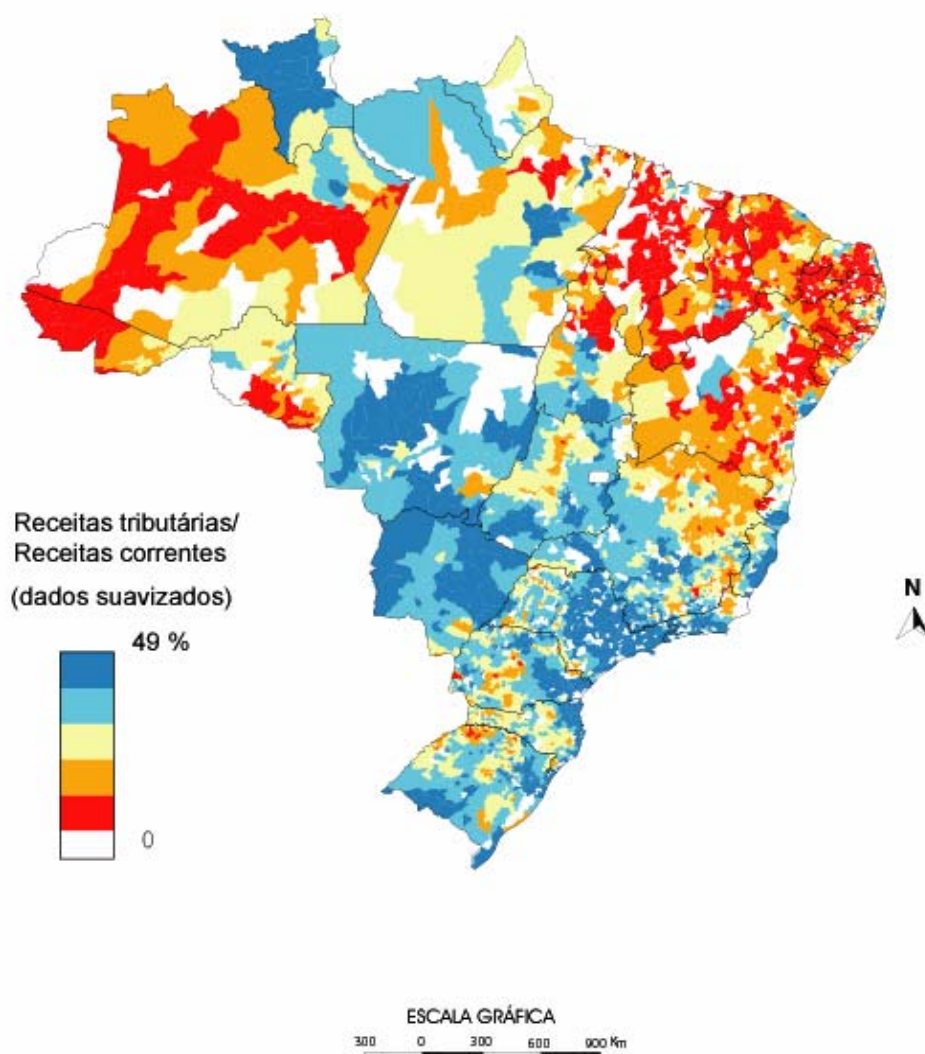 Receitas tributárias/
Receitas correntes
(dados suavizados)
49 %
0
N
ESCALA GRÁFICA
300 0 300 600 900 Km